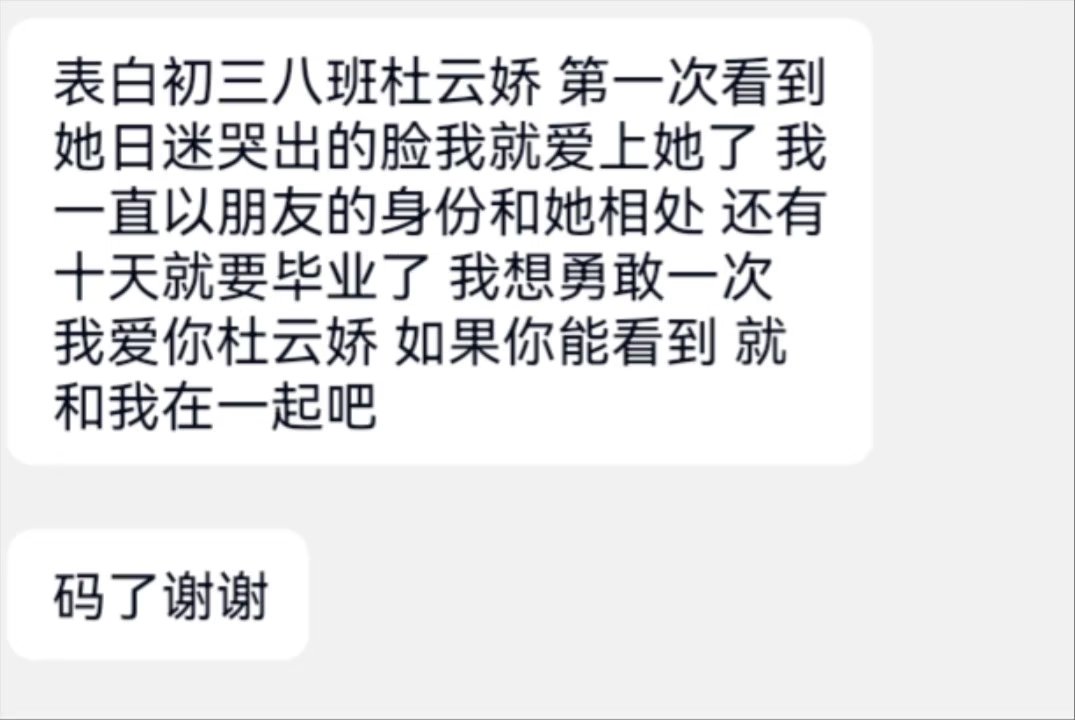 表白初三八班杜云娇 第一次看到
她日迷哭出的脸我就爱上她了 我
一直以朋友的身份和她相处 还有
十天就要毕业了 我想勇敢一次
我爱你杜云娇 如果你能看到 就
和我在一起吧
码了谢谢